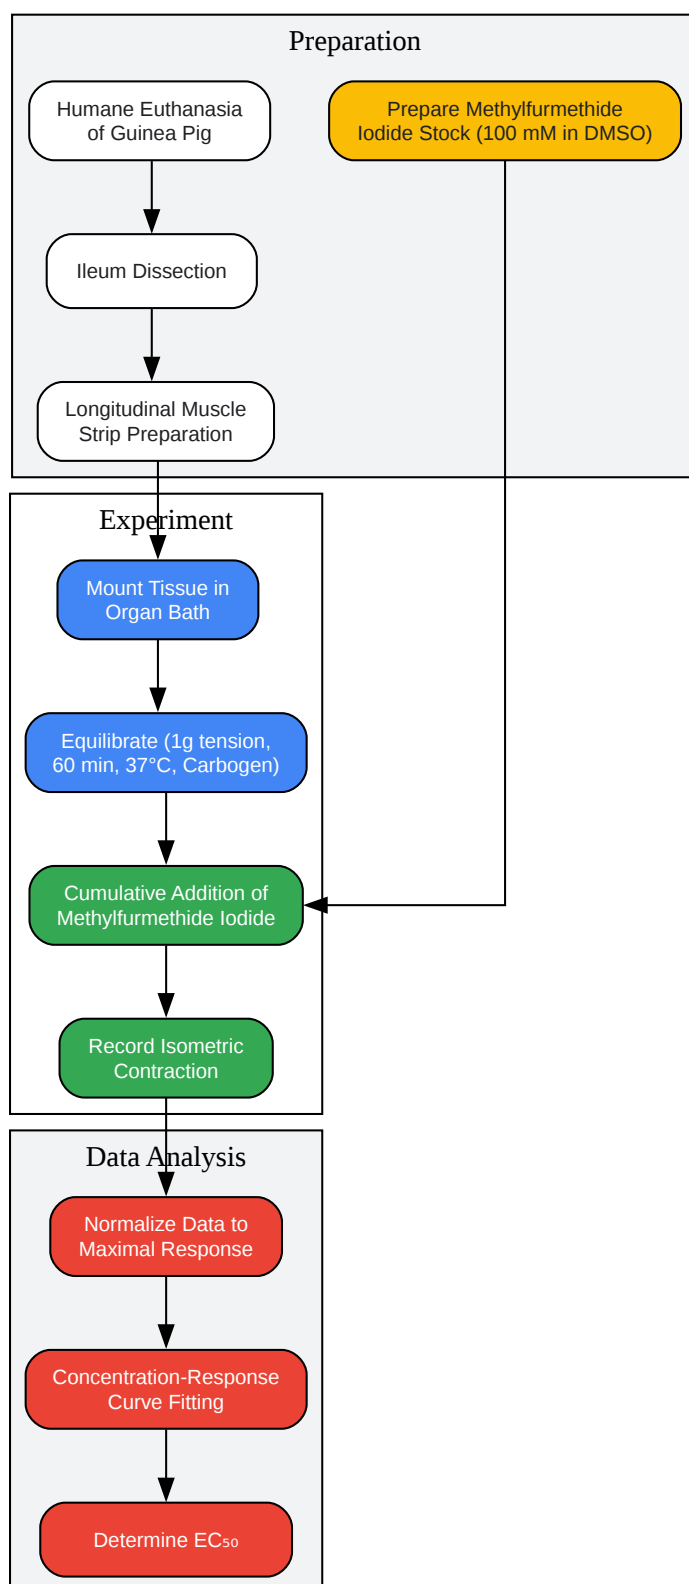 Preparation
Humane Euthanasia
of Guinea Pig
Prepare Methylfurmethide
Iodide Stock (100 mM in DMSO)
Ileum Dissection
Longitudinal Muscle
Strip Preparation
Experiment
Mount Tissue in
Organ Bath
Equilibrate (1g tension,
60 min, 37°C, Carbogen)
Cumulative Addition of
Methylfurmethide Iodide
Record Isometric
Contraction
Data Analysis
Normalize Data to
Maximal Response
Concentration-Response
Curve Fitting
Determine EC₅₀